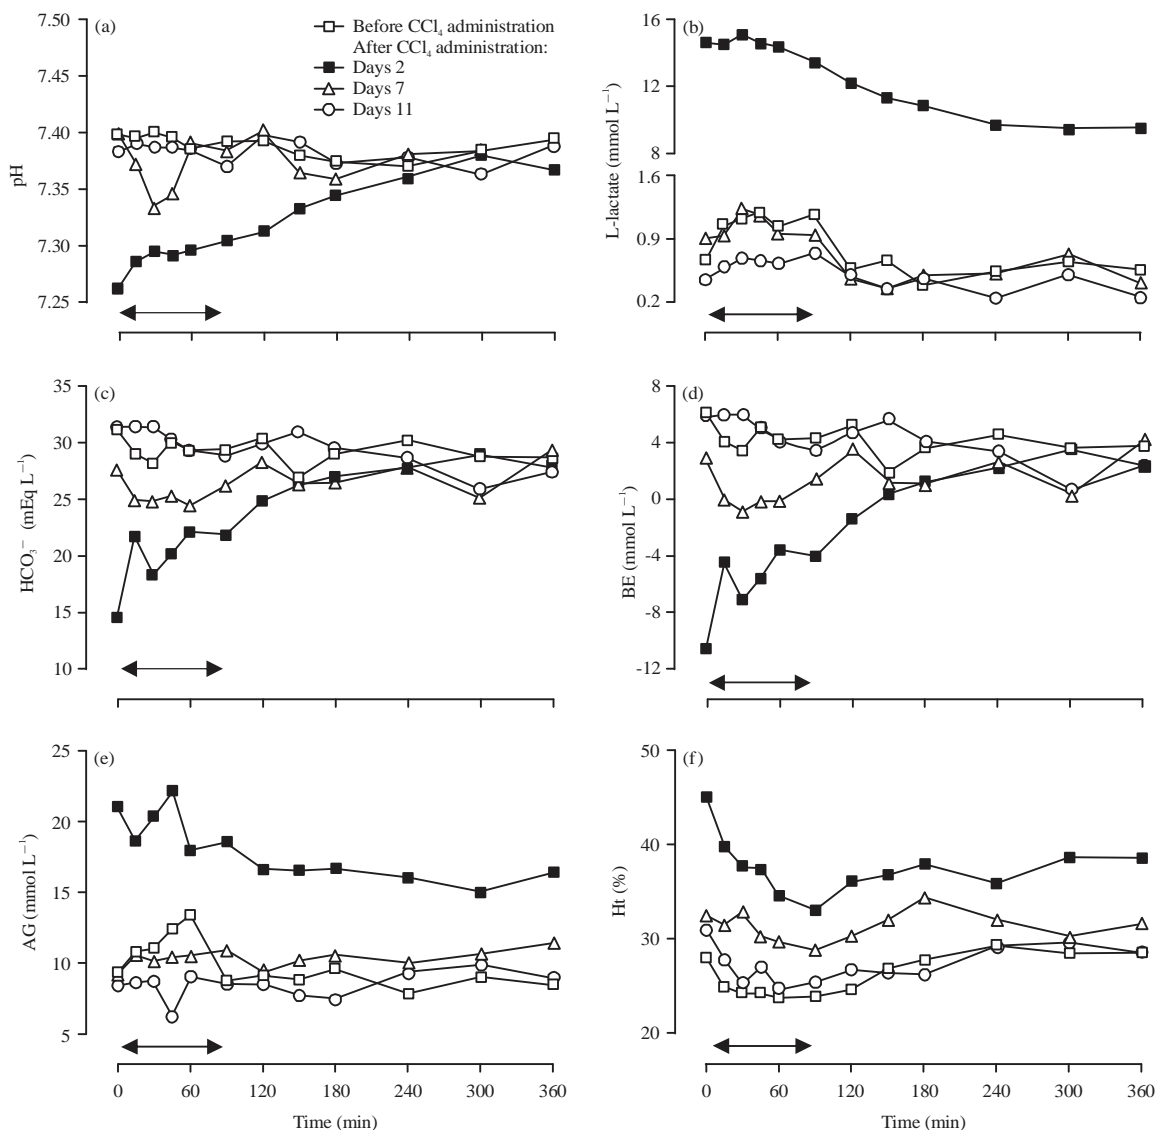 (a)
Before CCl₄ administration
After CCl₄ administration:
Days 2
Days 7
Days 11
7.50
7.45
7.40
7.35
7.30
7.25
pH
(b)
16
12
8
1.6
0.9
0.2
L-lactate (mmol L⁻¹)
(c)
35
30
25
20
15
10
HCO₃⁻ (mEq L⁻¹)
(d)
8
4
0
-4
-8
-12
BE (mmol L⁻¹)
(e)
25
20
15
10
5
AG (mmol L⁻¹)
0 60 120 180 240 300 360
Time (min)
(f)
50
40
30
20
Ht (%)
0 60 120 180 240 300 360
Time (min)